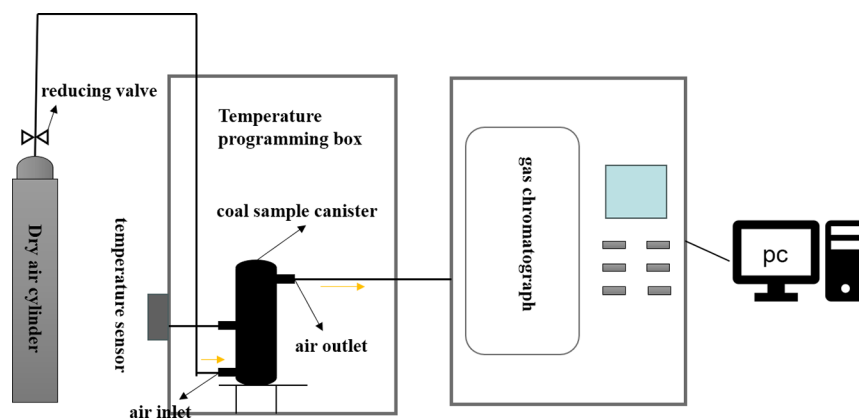 reducing valve
Temperature
programming box
coal sample canister
Dry air cylinder
temperature sensor
gas chromatograph
pc
air outlet
air inlet